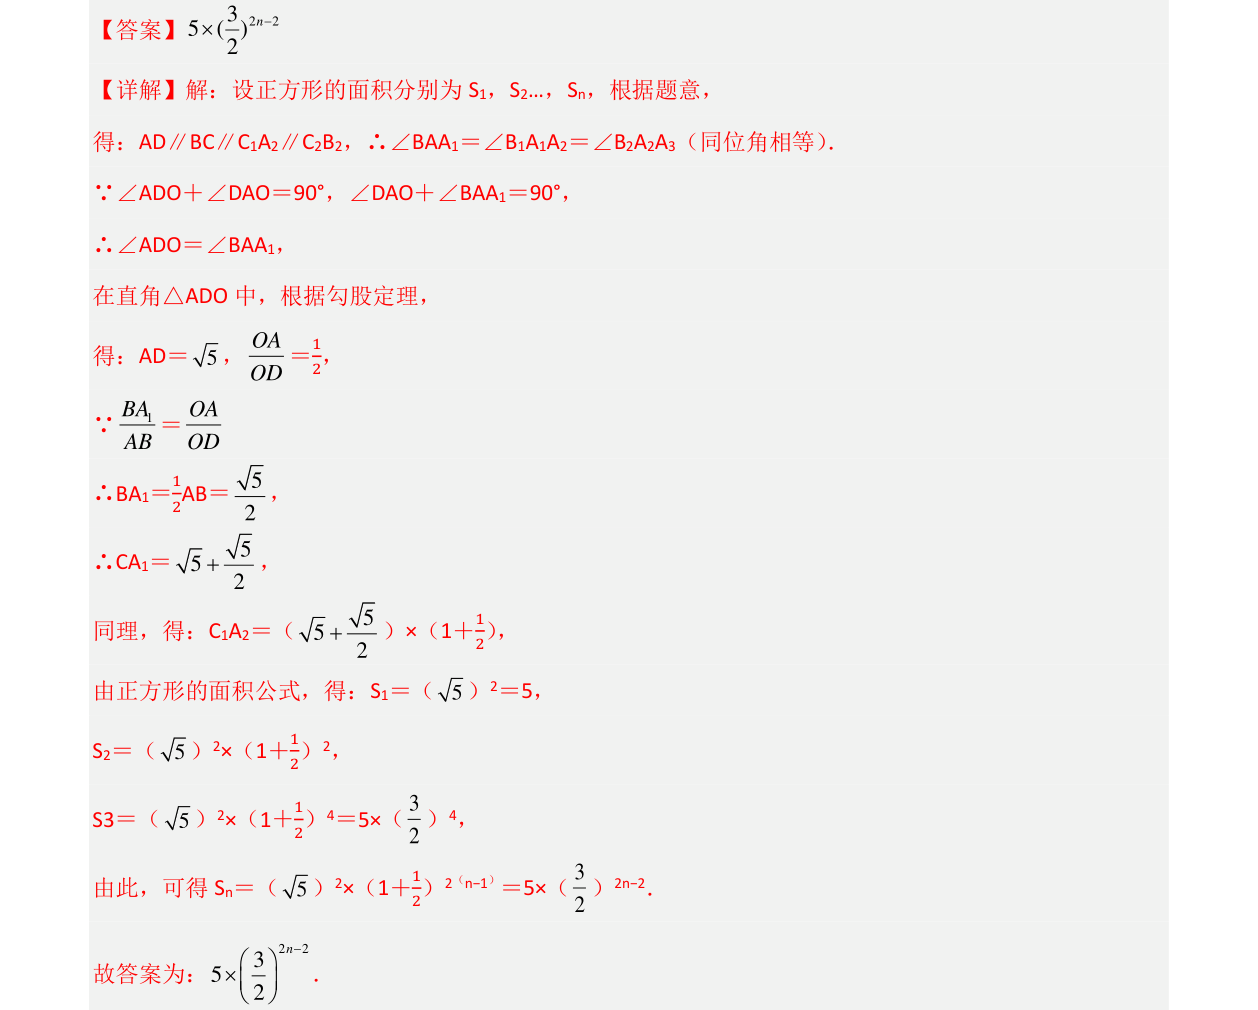 【答案】5×(3/2)^{2n-2}
【详解】解：设正方形的面积分别为 S₁，S₂…，Sₙ，根据题意，
得：AD∥BC∥C₁A₂∥C₂B₂，∴∠BAA₁＝∠B₁A₁A₂＝∠B₂A₂A₃（同位角相等）．
∵∠ADO＋∠DAO＝90°，∠DAO＋∠BAA₁＝90°，
∴∠ADO＝∠BAA₁，
在直角△ADO 中，根据勾股定理，
得：AD＝√5，OA/OD＝1/2，
∵BA₁/AB＝OA/OD
∴BA₁＝1/2AB＝√5/2，
∴CA₁＝√5+√5/2，
同理，得：C₁A₂＝（√5+√5/2）×（1＋1/2），
由正方形的面积公式，得：S₁＝（√5）²＝5，
S₂＝（√5）²×（1＋1/2）²，
S3＝（√5）²×（1＋1/2）⁴＝5×（3/2）⁴，
由此，可得 Sₙ＝（√5）²×（1＋1/2）^{2（n−1）}＝5×（3/2）^{2n−2}．
故答案为：5×(3/2)^{2n−2}．